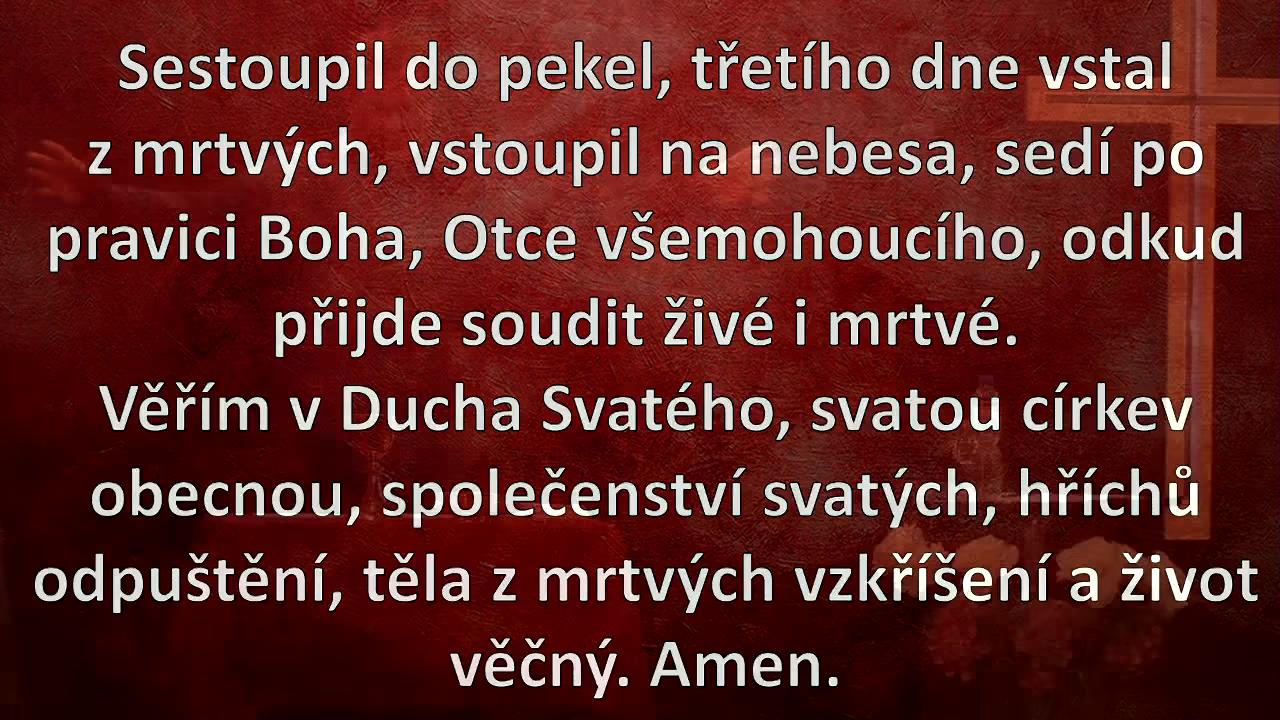 Sestoupil do pekel, třetího dne vstal
z mrtvých, vstoupil na nebesa, sedí po
pravici Boha, Otce všemohoucího, odkud
přijde soudit živé i mrtvé.
Věřím v Ducha Svatého, svatou církev
obecnou, společenství svatých, hříchů
odpuštění, těla z mrtvých vzkříšení a život
věčný. Amen.